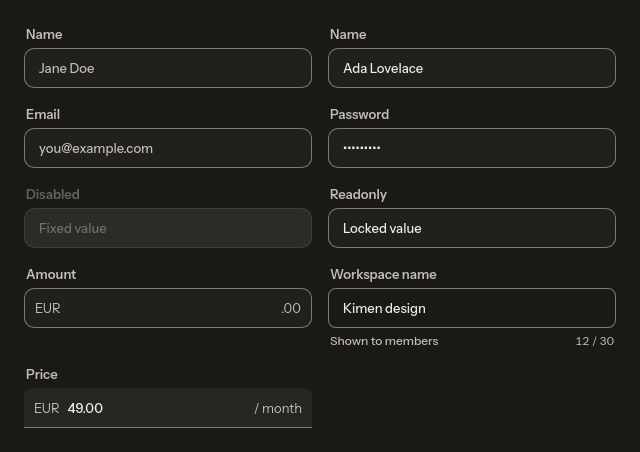 Name
Jane Doe
Name
Ada Lovelace
Email
you@example.com
Password
•••••••••
Disabled
Fixed value
Readonly
Locked value
Amount
EUR .00
Workspace name
Kimen design
Shown to members 12 / 30
Price
EUR 49.00 / month